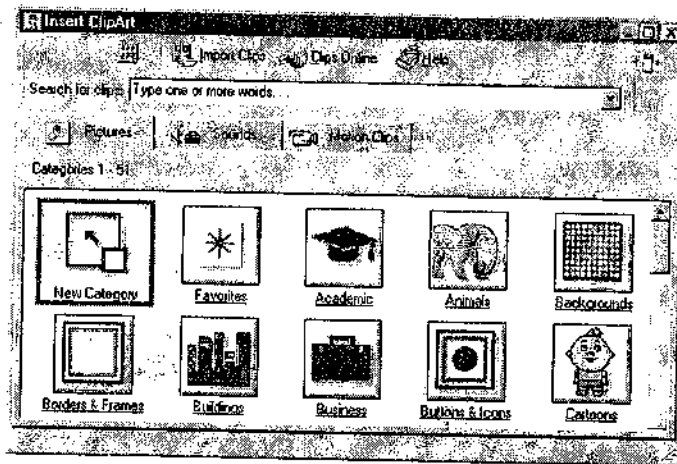 Insert ClipArt
Import Clips Clips Online Help
Search for clips: Type one or more words...
Pictures Sounds Motion Clips
Categories 1 - 51
New Category Favorites Academic Animals Backgrounds
Borders & Frames Buildings Business Buttons & Icons Cartoons